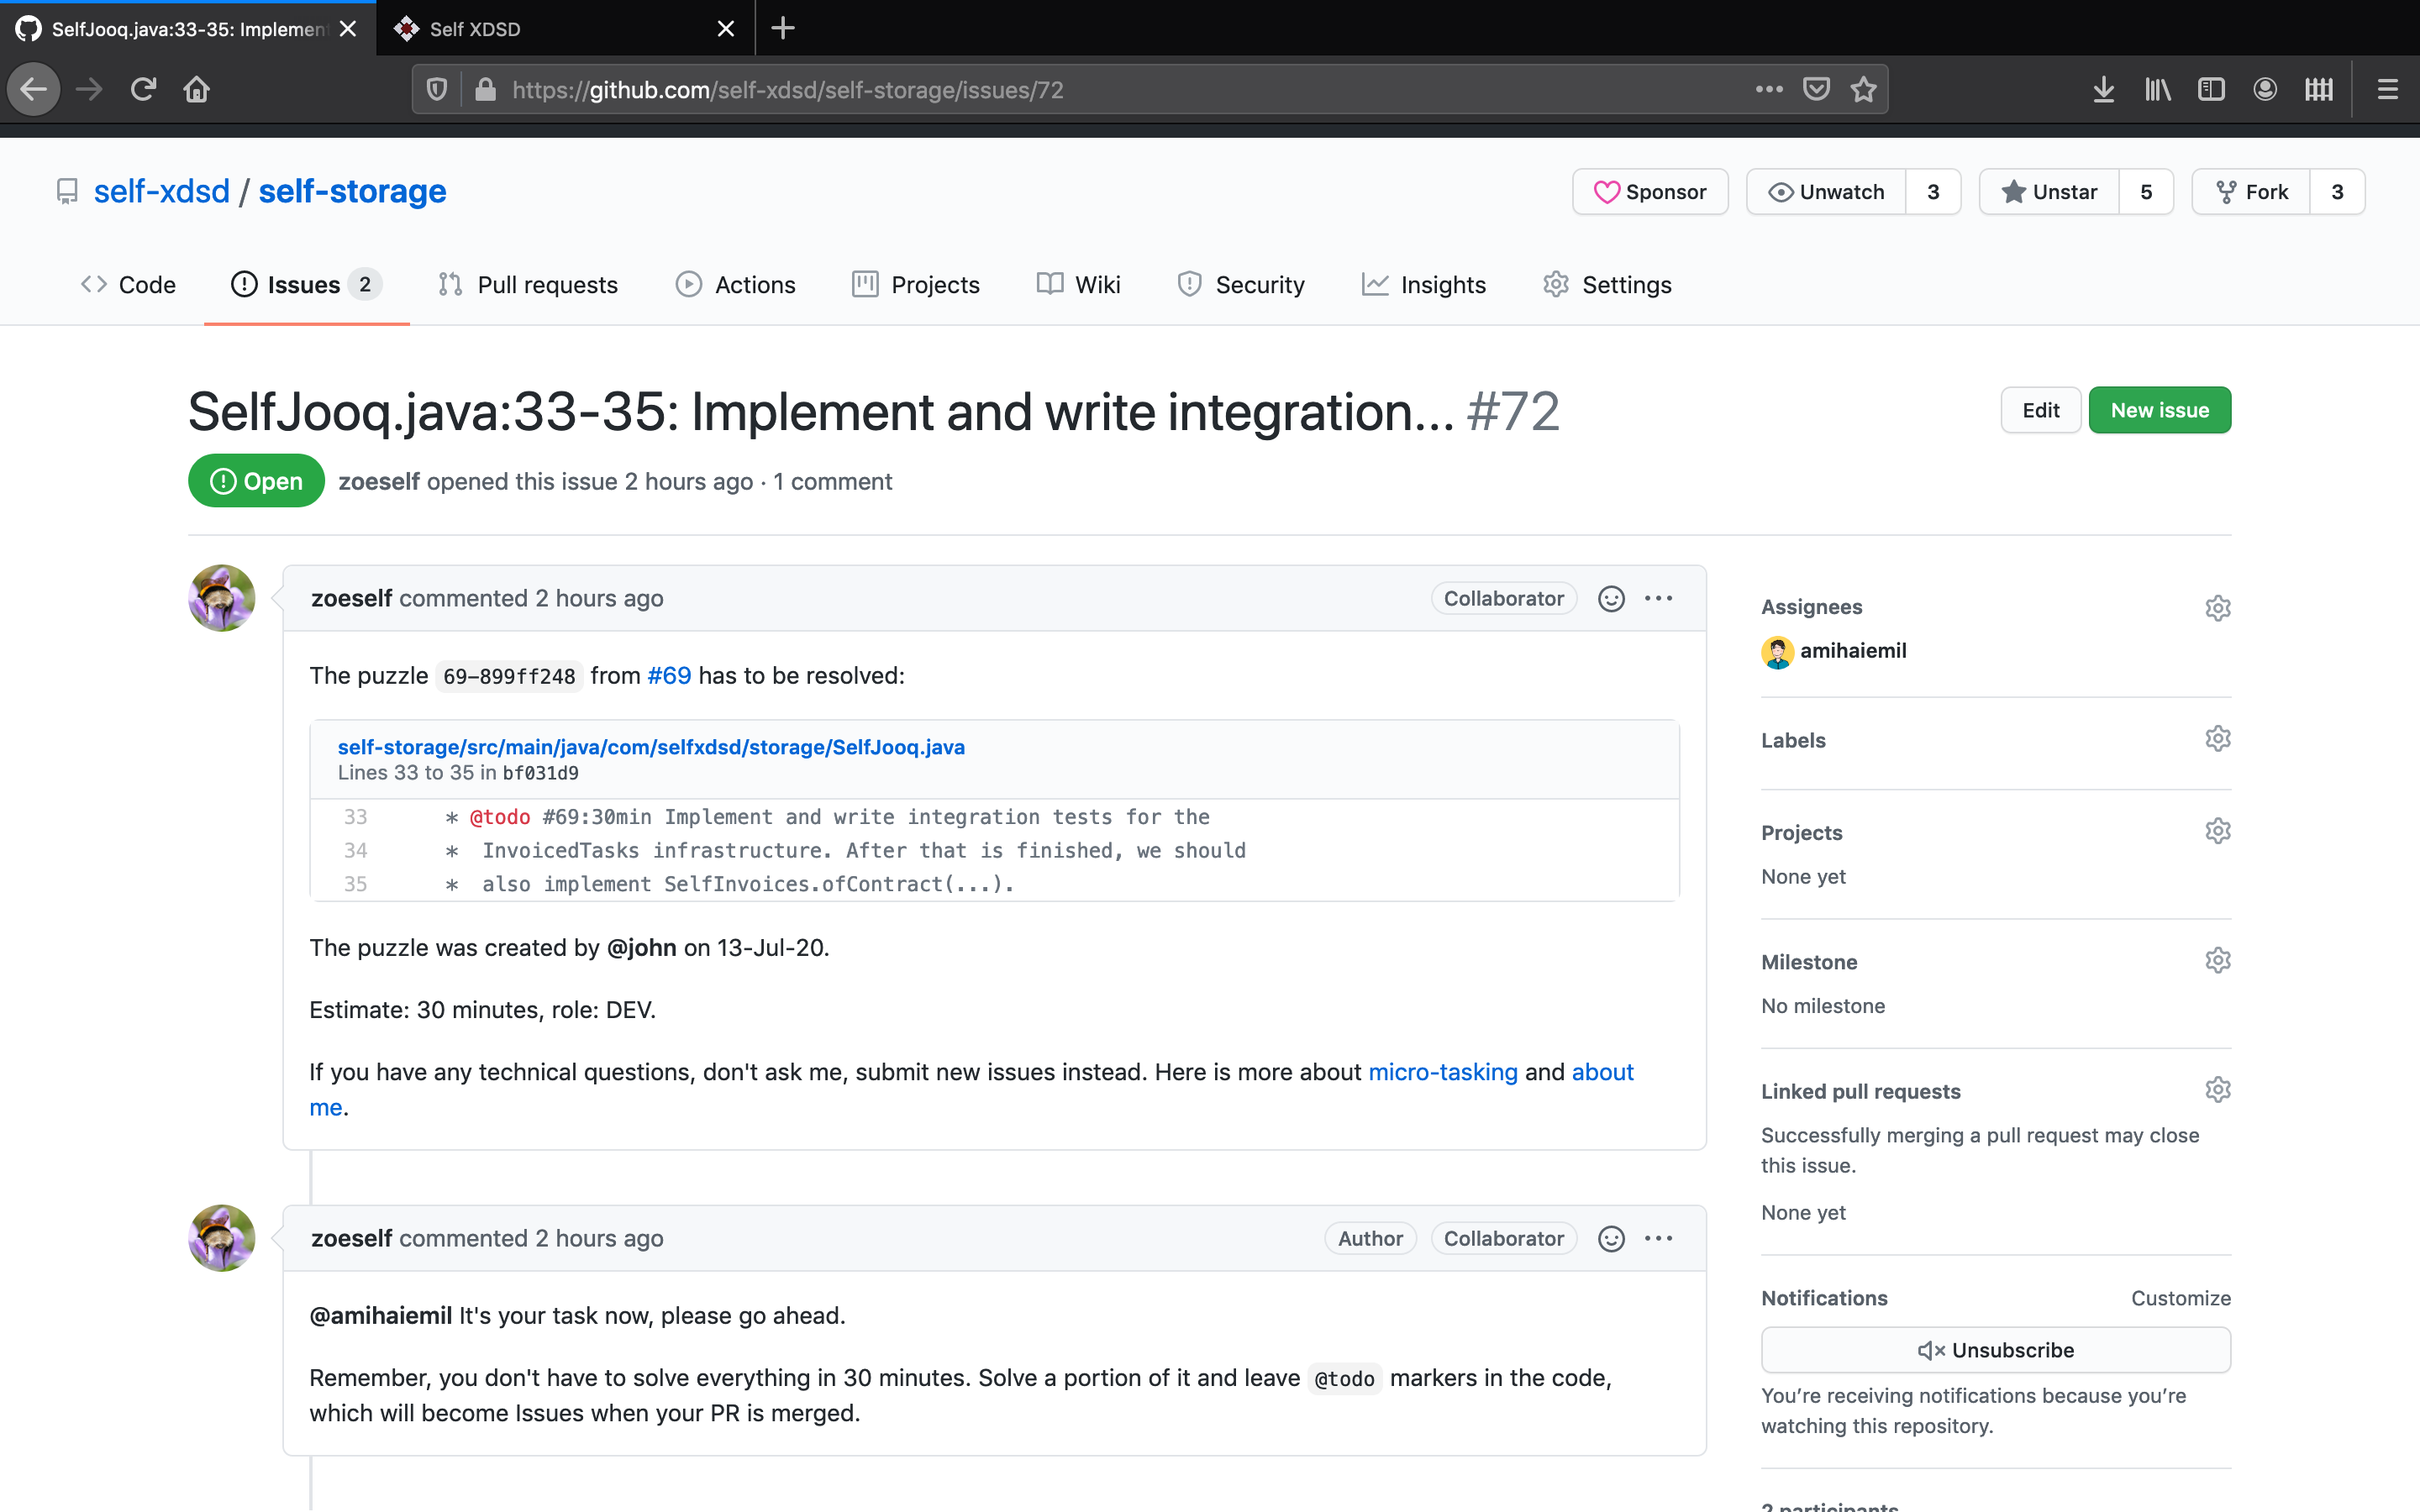 SelfJooq.java:33-35: Implemen
Self XDSD
https://github.com/self-xdsd/self-storage/issues/72
self-xdsd / self-storage
Sponsor
Unwatch 3
Unstar 5
Fork 3
Code
Issues 2
Pull requests
Actions
Projects
Wiki
Security
Insights
Settings
SelfJooq.java:33-35: Implement and write integration... #72
Edit
New issue
Open
zoeself opened this issue 2 hours ago · 1 comment
zoeself commented 2 hours ago
Collaborator
The puzzle 69-899ff248 from #69 has to be resolved:
self-storage/src/main/java/com/selfxdsd/storage/SelfJooq.java
Lines 33 to 35 in bf031d9
33 * @todo #69:30min Implement and write integration tests for the
34 * InvoicedTasks infrastructure. After that is finished, we should
35 * also implement SelfInvoices.ofContract(...).
The puzzle was created by @john on 13-Jul-20.
Estimate: 30 minutes, role: DEV.
If you have any technical questions, don't ask me, submit new issues instead. Here is more about micro-tasking and about
me.
zoeself commented 2 hours ago
Author
Collaborator
@amihaiemil It's your task now, please go ahead.
Remember, you don't have to solve everything in 30 minutes. Solve a portion of it and leave @todo markers in the code,
which will become Issues when your PR is merged.
Assignees
amihaiemil
Labels
Projects
None yet
Milestone
No milestone
Linked pull requests
Successfully merging a pull request may close
this issue.
None yet
Notifications
Customize
Unsubscribe
You’re receiving notifications because you’re
watching this repository.
2 participants